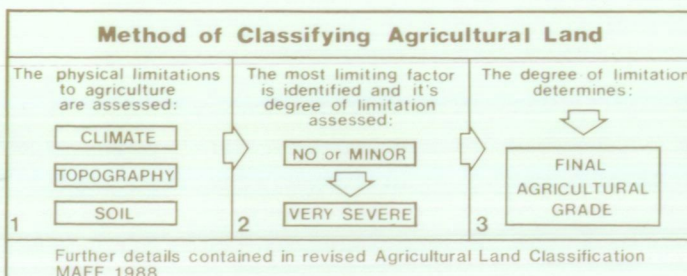 Method of Classifying Agricultural Land
The physical limitations
to agriculture
are assessed:
CLIMATE
TOPOGRAPHY
SOIL
1
The most limiting factor
is identified and it's
degree of limitation
assessed:
NO or MINOR
VERY SEVERE
2
The degree of limitation
determines:
FINAL
AGRICULTURAL
GRADE
3
Further details contained in revised Agricultural Land Classification
MAFF 1988